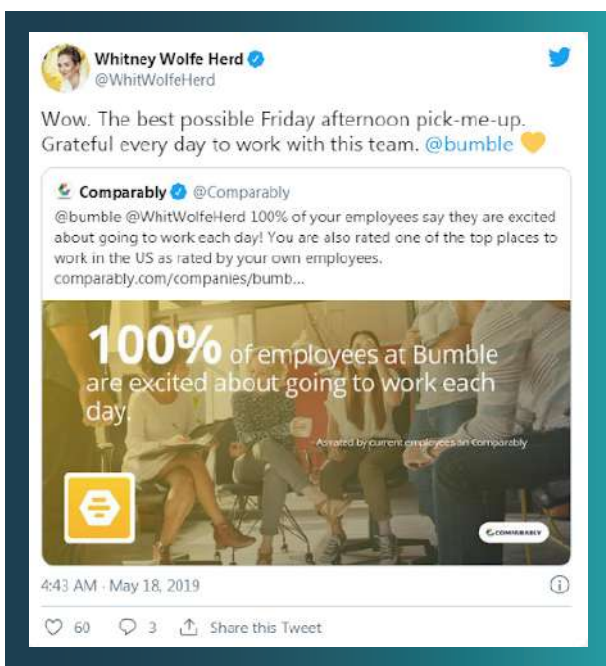 Whitney Wolfe Herd
@WhitWolfeHerd
Wow. The best possible Friday afternoon pick-me-up.
Grateful every day to work with this team. @bumble 💛
Comparably @Comparably
@bumble @WhitWolfeHerd 100% of your employees say they are excited
about going to work each day! You are also rated one of the top places to
work in the US as rated by your own employees.
comparably.com/companies/bumb...
100% of employees at Bumble
are excited about going to work each
day.
As rated by current employees on Comparably
COMPARABLY
4:43 AM · May 18, 2019
60 3 Share this Tweet